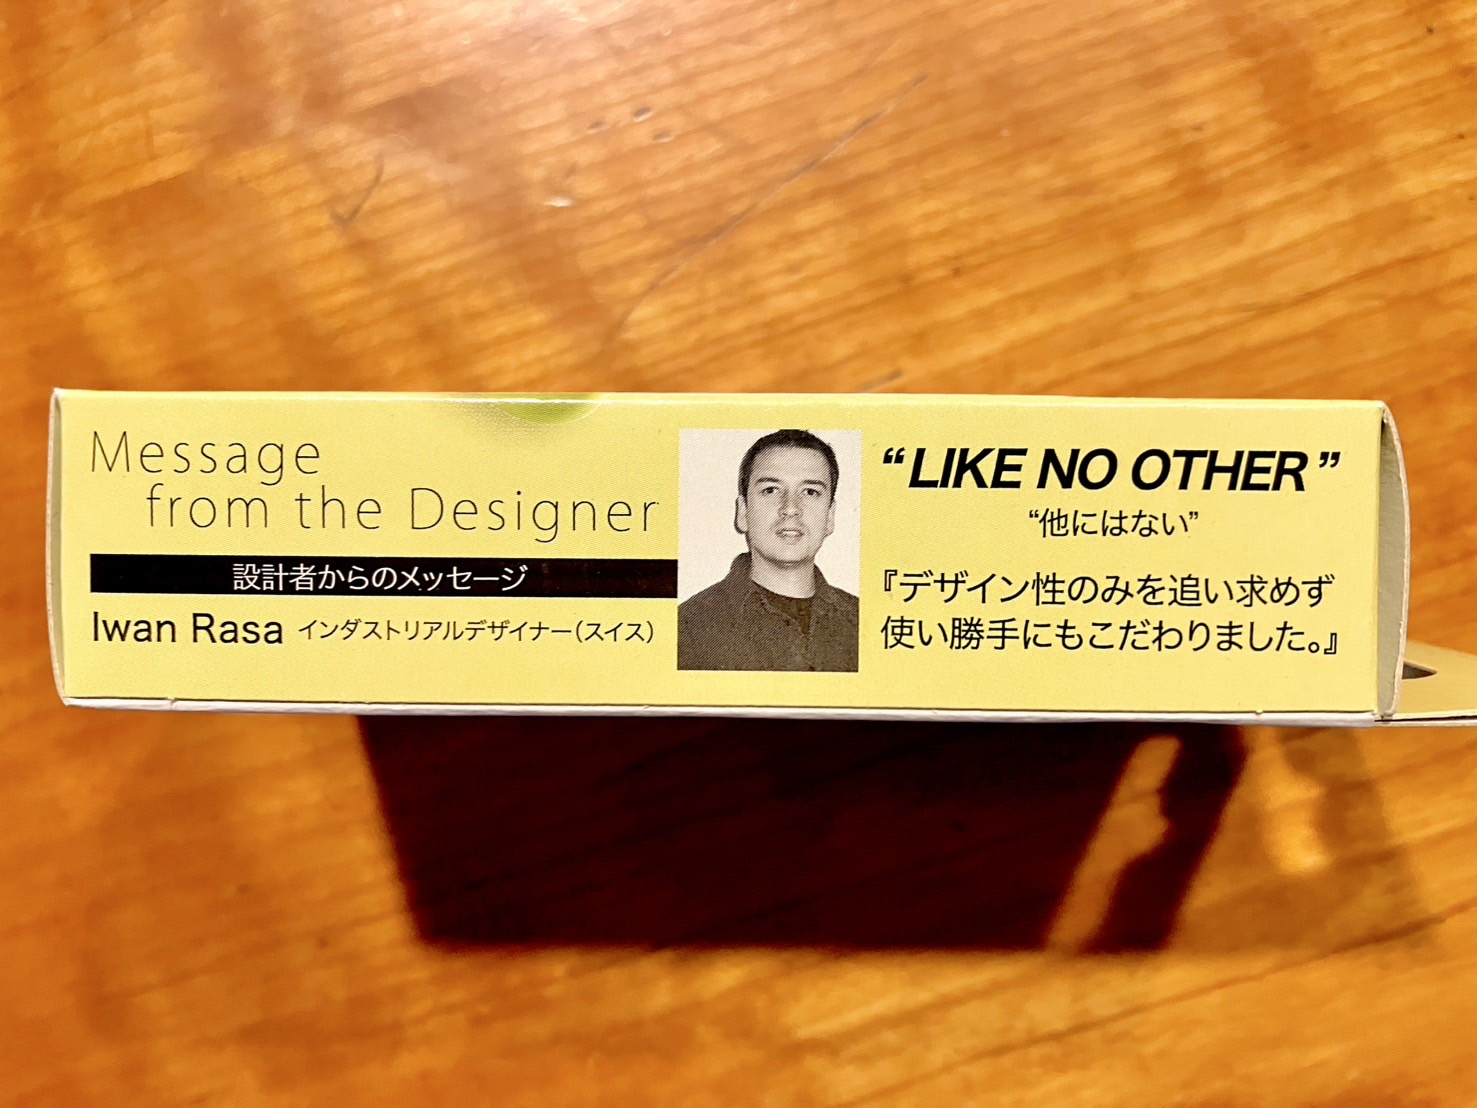 Message
from the Designer
設計者からのメッセージ
Iwan Rasa インダストリアルデザイナー(スイス)
“LIKE NO OTHER”
“他にはない”
『デザイン性のみを追い求めず
使い勝手にもこだわりました。』